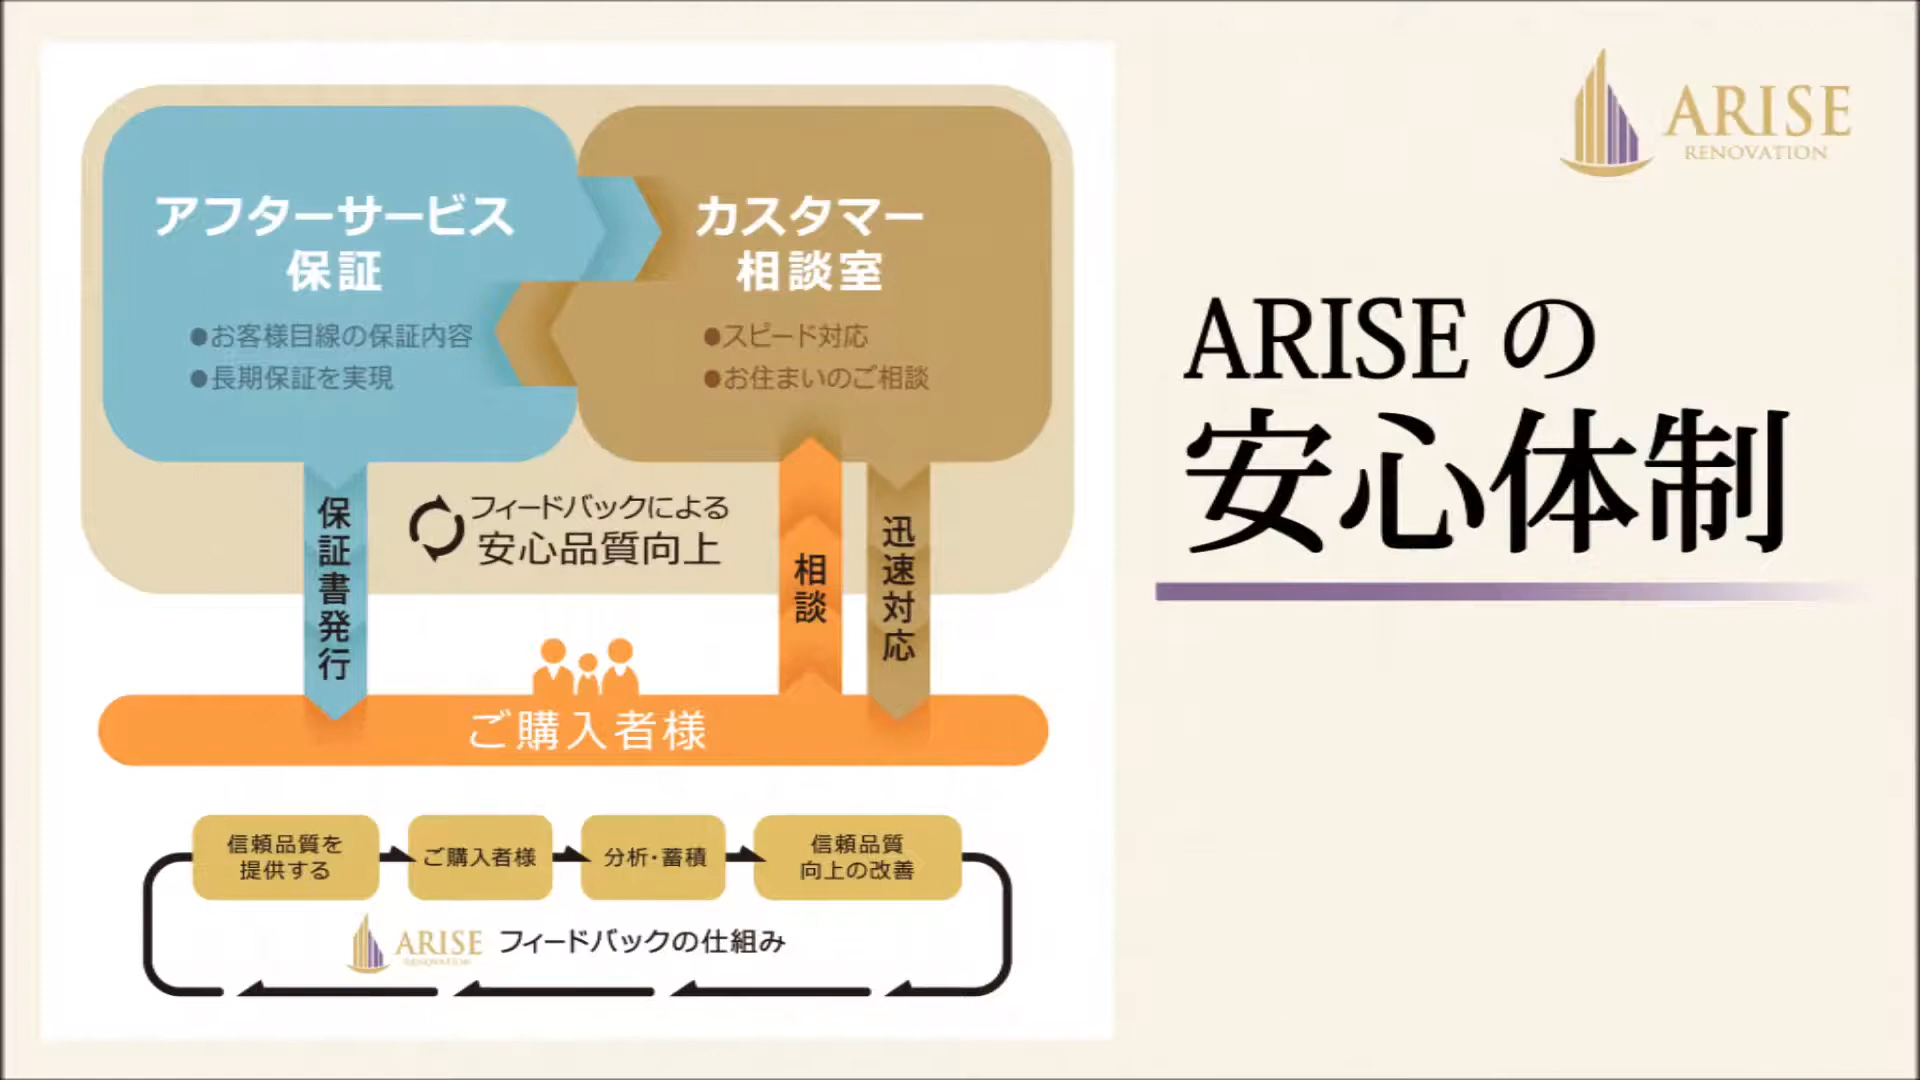 アフターサービス
保証
●お客様目線の保証内容
●長期保証を実現
カスタマー
相談室
●スピード対応
●お住まいのご相談
保証書発行
フィードバックによる
安心品質向上
相談
迅速対応
ご購入者様
信頼品質を
提供する
ご購入者様
分析・蓄積
信頼品質
向上の改善
ARISE
RENOVATION
フィードバックの仕組み
ARISE
RENOVATION
ARISE の
安心体制